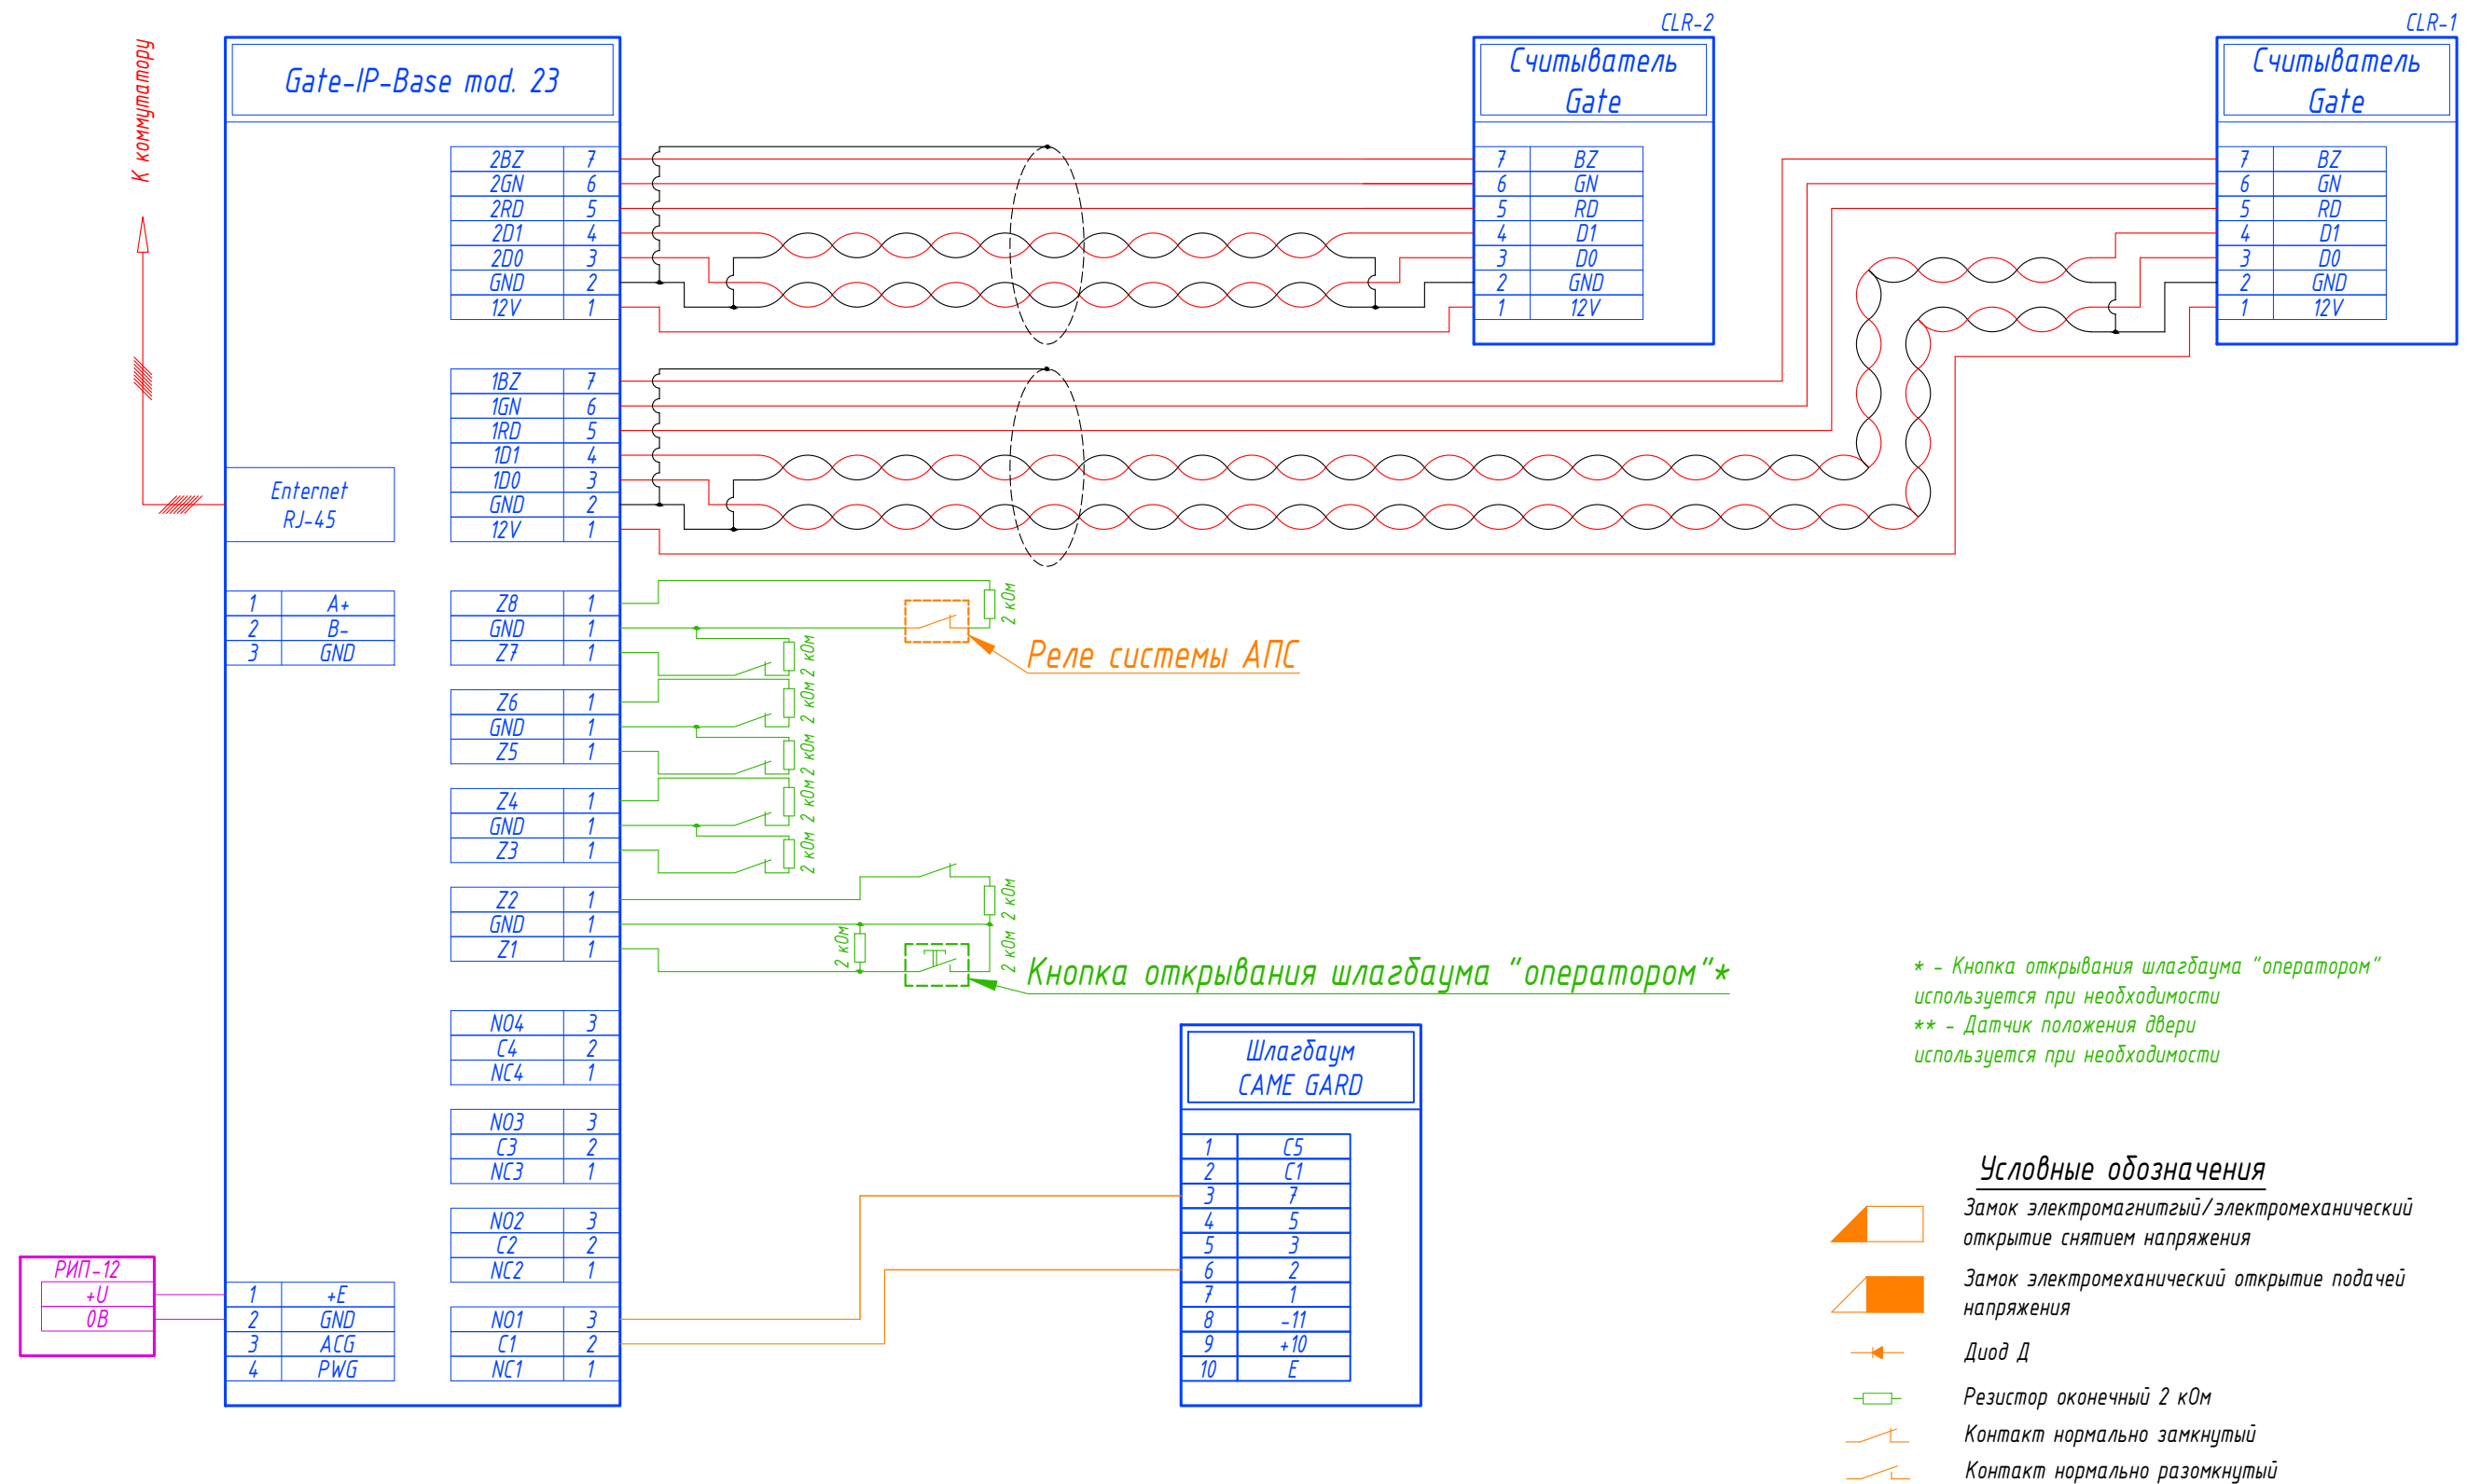 CLR-2
CLR-1
К коммутатору
Gate-IP-Base mod. 23
Считыватель
Gate
Считыватель
Gate
2BZ 7
2GN 6
2RD 5
2D1 4
2D0 3
GND 2
12V 1
7 BZ
6 GN
5 RD
4 D1
3 D0
2 GND
1 12V
7 BZ
6 GN
5 RD
4 D1
3 D0
2 GND
1 12V
1BZ 7
1GN 6
1RD 5
1D1 4
1D0 3
GND 2
12V 1
Enternet
RJ-45
1 A+
2 B-
3 GND
Z8 1
GND 1
Z7 1
2 кОм
2 кОм
Реле системы АПС
Z6 1
GND 1
Z5 1
2 кОм
2 кОм
Z4 1
GND 1
Z3 1
2 кОм
2 кОм
Z2 1
GND 1
Z1 1
2 кОм
2 кОм
2 кОм
Кнопка открывания шлагбаума "оператором"*
* - Кнопка открывания шлагбаума "оператором"
используется при необходимости
** - Датчик положения двери
используется при необходимости
NO4 3
C4 2
NC4 1
NO3 3
C3 2
NC3 1
NO2 3
C2 2
NC2 1
NO1 3
C1 2
NC1 1
Шлагбаум
CAME GARD
1 C5
2 C1
3 7
4 5
5 3
6 2
7 1
8 -11
9 +10
10 E
РИП-12
+U
0В
1 +E
2 GND
3 ACG
4 PWG
Условные обозначения
Замок электромагнитгый/электромеханический
открытие снятием напряжения
Замок электромеханический открытие подачей
напряжения
Диод Д
Резистор оконечный 2 кОм
Контакт нормально замкнутый
Контакт нормально разомкнутый